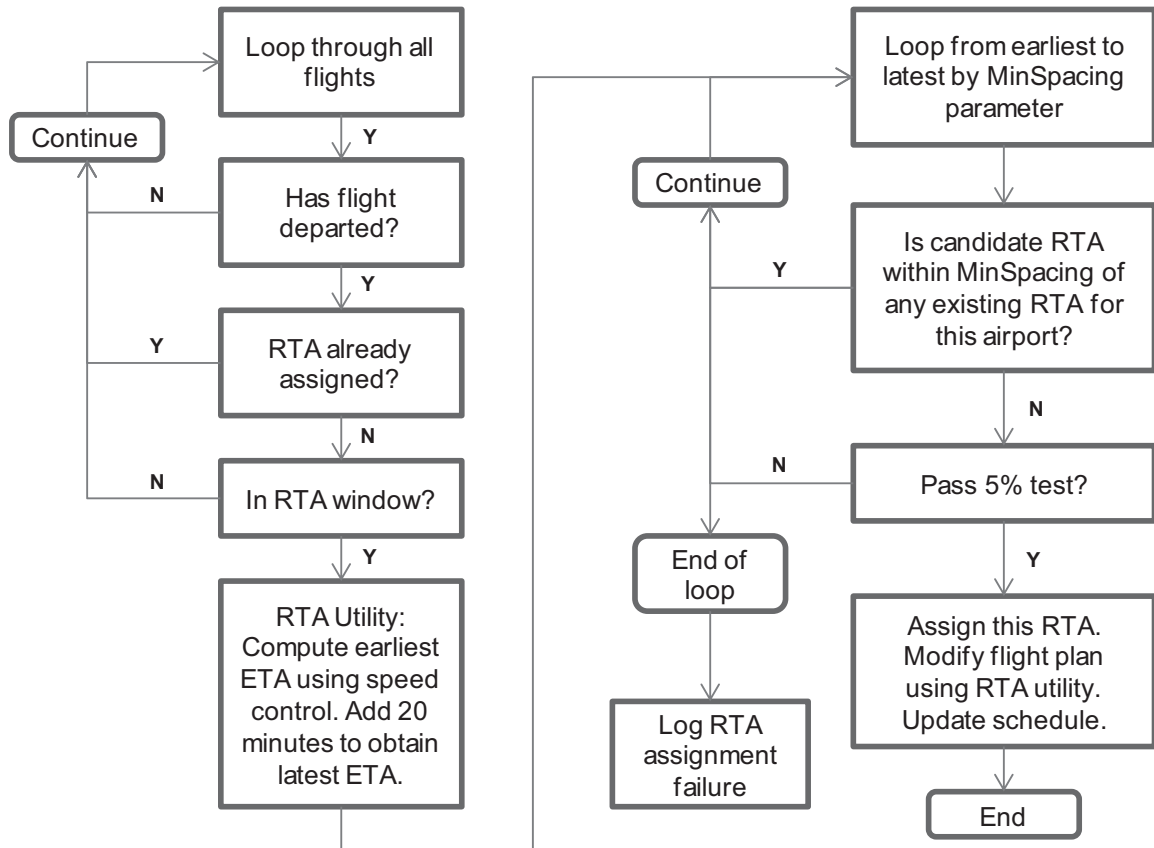 Loop through all
flights
Continue
Y
Has flight
departed?
N
Y
RTA already
assigned?
Y
N
In RTA window?
N
Y
RTA Utility:
Compute earliest
ETA using speed
control. Add 20
minutes to obtain
latest ETA.
Loop from earliest to
latest by MinSpacing
parameter
Continue
Is candidate RTA
within MinSpacing of
any existing RTA for
this airport?
Y
N
Pass 5% test?
N
Y
End of
loop
Log RTA
assignment
failure
Assign this RTA.
Modify flight plan
using RTA utility.
Update schedule.
End